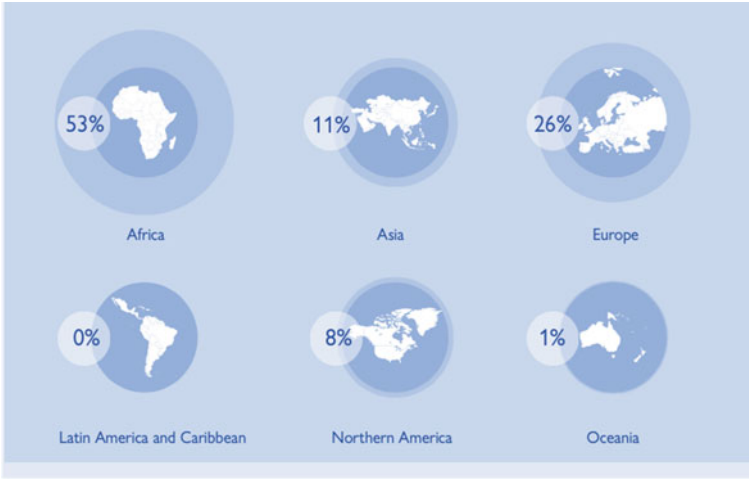 53%
11%
26%
Africa
Asia
Europe
0%
8%
1%
Latin America and Caribbean
Northern America
Oceania